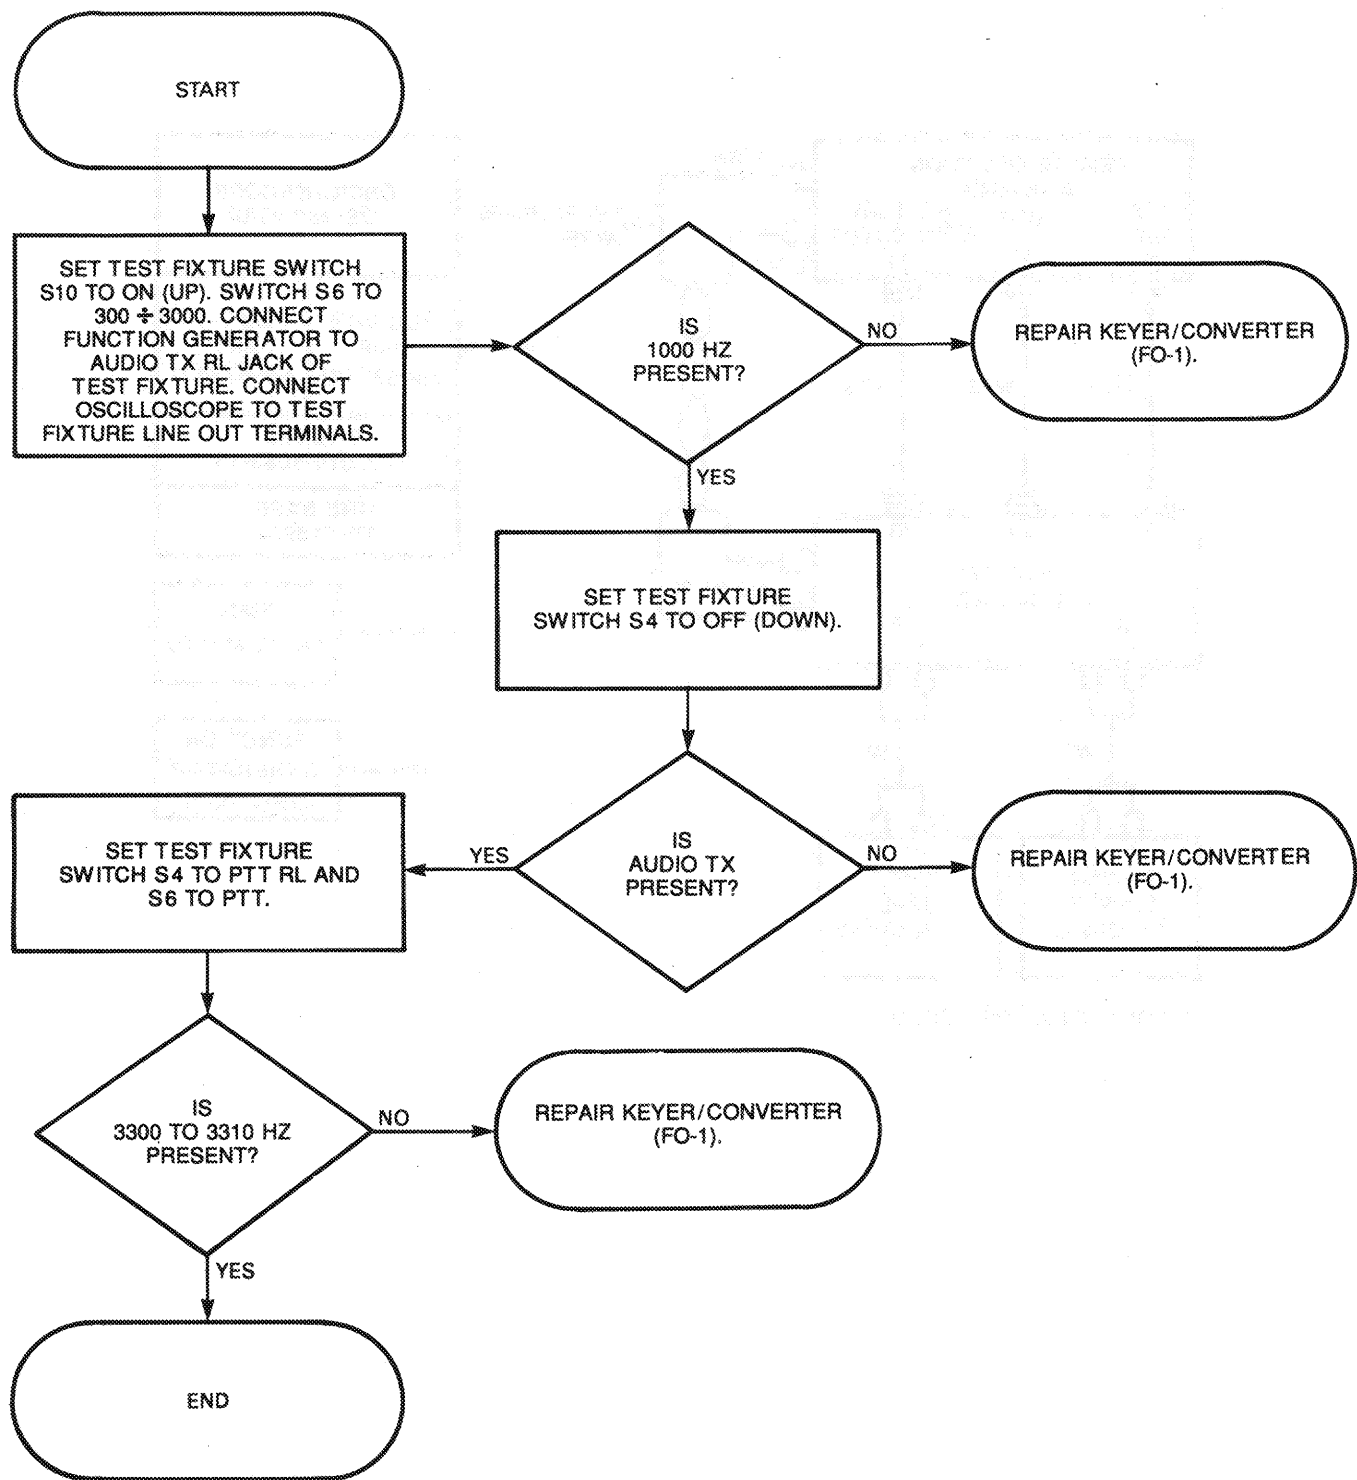 START
SET TEST FIXTURE SWITCH
S10 TO ON (UP). SWITCH S6 TO
300 ÷ 3000. CONNECT
FUNCTION GENERATOR TO
AUDIO TX RL JACK OF
TEST FIXTURE. CONNECT
OSCILLOSCOPE TO TEST
FIXTURE LINE OUT TERMINALS.
IS
1000 HZ
PRESENT?
NO
REPAIR KEYER/CONVERTER
(FO-1).
YES
SET TEST FIXTURE
SWITCH S4 TO OFF (DOWN).
IS
AUDIO TX
PRESENT?
NO
REPAIR KEYER/CONVERTER
(FO-1).
YES
SET TEST FIXTURE
SWITCH S4 TO PTT RL AND
S6 TO PTT.
IS
3300 TO 3310 HZ
PRESENT?
NO
REPAIR KEYER/CONVERTER
(FO-1).
YES
END